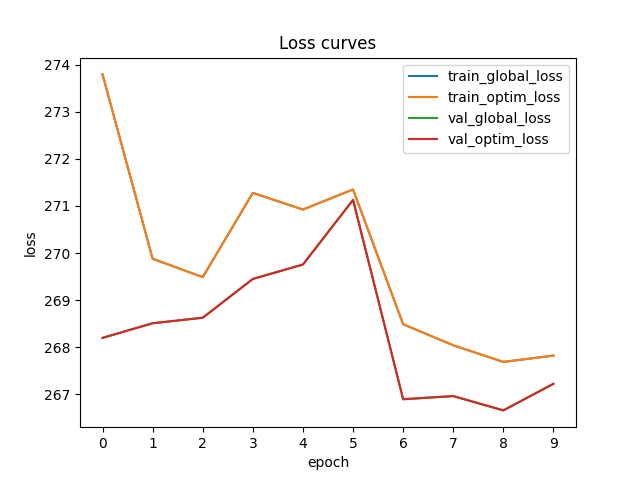 Loss curves
train_global_loss
train_optim_loss
val_global_loss
val_optim_loss
274
273
272
271
270
269
268
267
loss
0 1 2 3 4 5 6 7 8 9
epoch